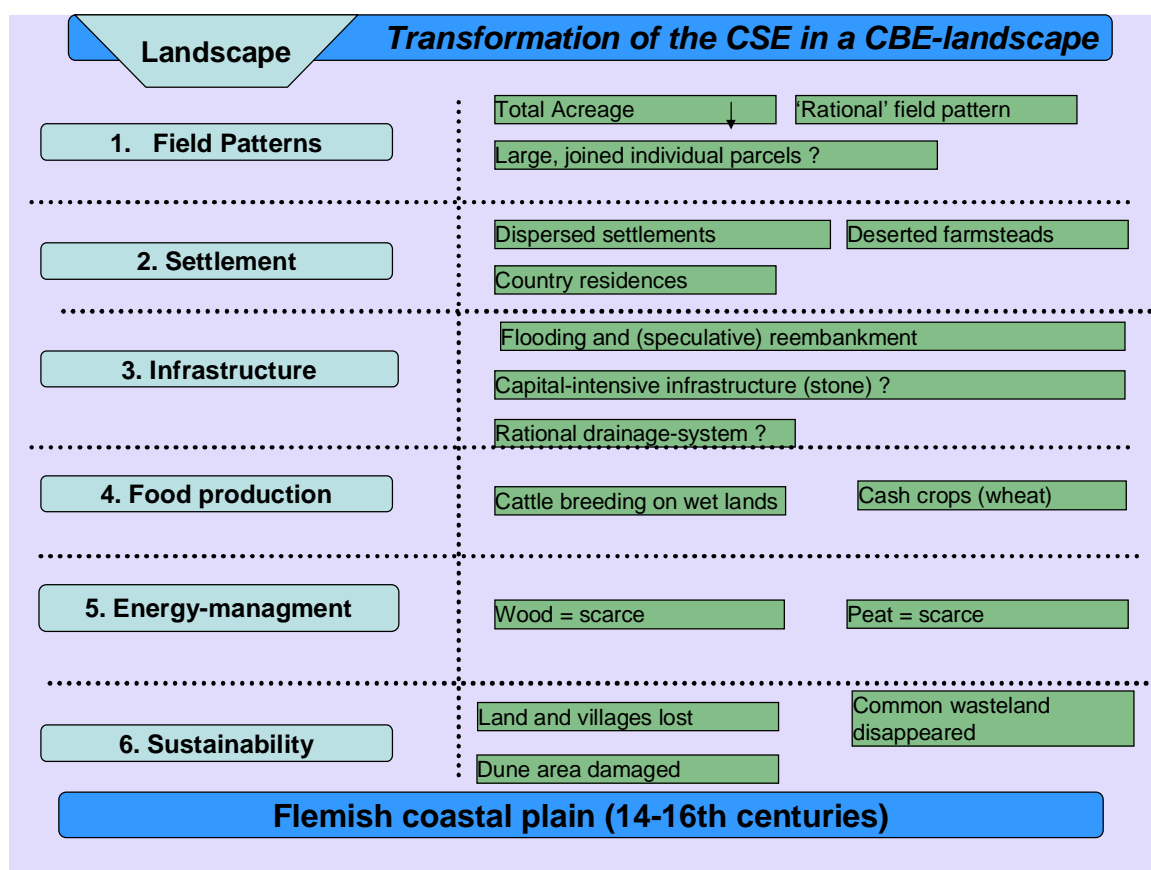 Landscape
Transformation of the CSE in a CBE-landscape
1. Field Patterns
Total Acreage
‘Rational’ field pattern
Large, joined individual parcels ?
2. Settlement
Dispersed settlements
Deserted farmsteads
Country residences
3. Infrastructure
Flooding and (speculative) reembankment
Capital-intensive infrastructure (stone) ?
Rational drainage-system ?
4. Food production
Cattle breeding on wet lands
Cash crops (wheat)
5. Energy-managment
Wood = scarce
Peat = scarce
6. Sustainability
Land and villages lost
Common wasteland
disappeared
Dune area damaged
Flemish coastal plain (14-16th centuries)